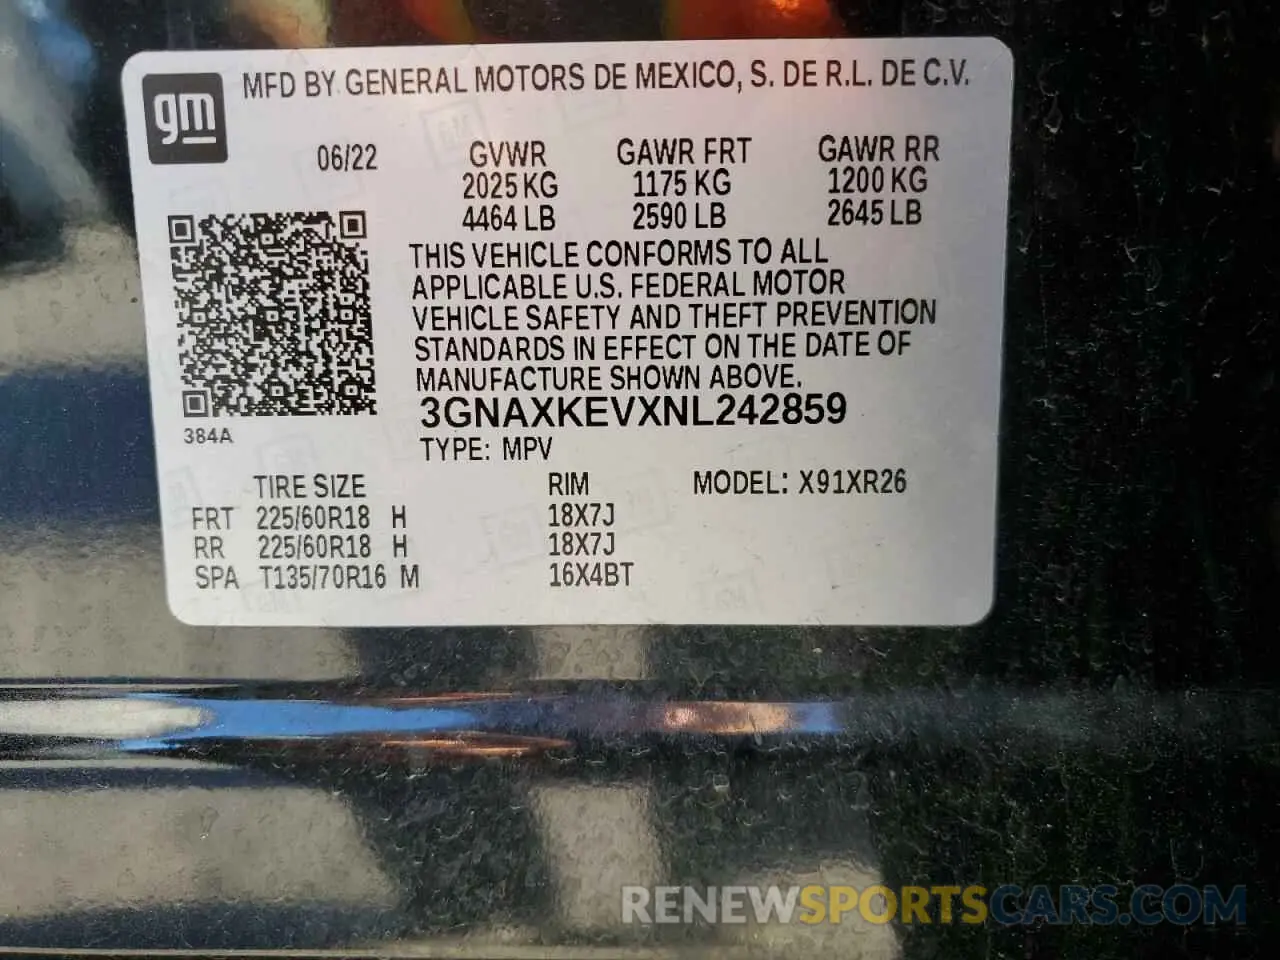 gm
MFD BY GENERAL MOTORS DE MEXICO, S. DE R.L. DE C.V.
06/22 GVWR GAWR FRT GAWR RR
2025 KG 1175 KG 1200 KG
4464 LB 2590 LB 2645 LB
THIS VEHICLE CONFORMS TO ALL
APPLICABLE U.S. FEDERAL MOTOR
VEHICLE SAFETY AND THEFT PREVENTION
STANDARDS IN EFFECT ON THE DATE OF
MANUFACTURE SHOWN ABOVE.
3GNAXKEVXNL242859
384A
TYPE: MPV
TIRE SIZE RIM MODEL: X91XR26
FRT 225/60R18 H 18X7J
RR 225/60R18 H 18X7J
SPA T135/70R16 M 16X4BT
RENEWSPORTSCARS.COM